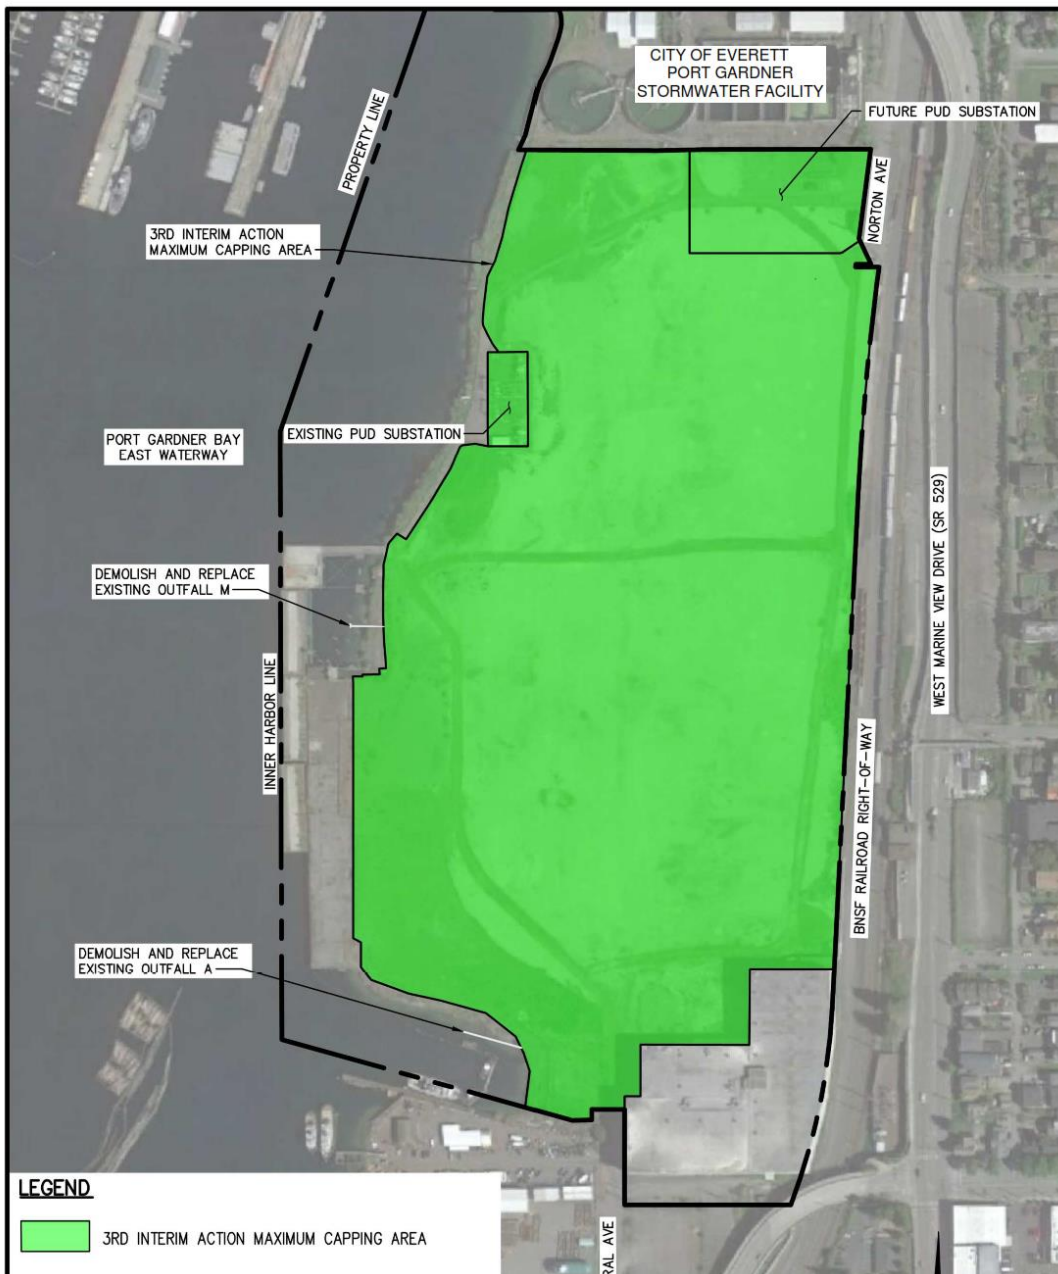 CITY OF EVERETT
PORT GARDNER
STORMWATER FACILITY
FUTURE PUD SUBSTATION
PROPERTY LINE
NORTON AVE
3RD INTERIM ACTION
MAXIMUM CAPPING AREA
EXISTING PUD SUBSTATION
PORT GARDNER BAY
EAST WATERWAY
WEST MARINE VIEW DRIVE (SR 529)
DEMOLISH AND REPLACE
EXISTING OUTFALL M
INNER HARBOR LINE
BNSF RAILROAD RIGHT-OF-WAY
DEMOLISH AND REPLACE
EXISTING OUTFALL A
LEGEND
3RD INTERIM ACTION MAXIMUM CAPPING AREA
RAL AVE